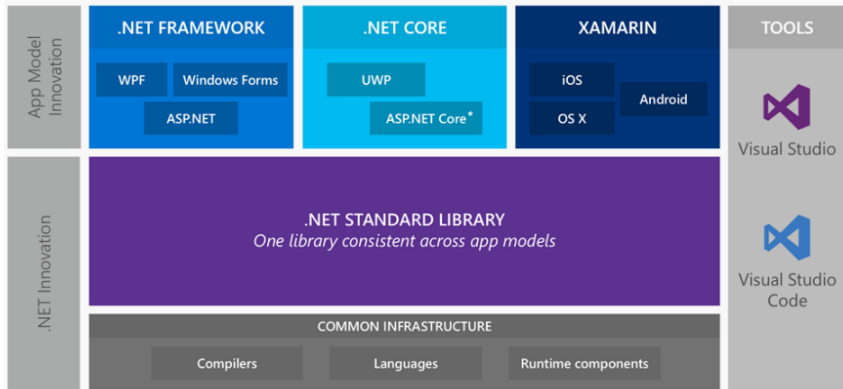 App Model
Innovation
.NET FRAMEWORK
WPF
Windows Forms
ASP.NET
.NET CORE
UWP
ASP.NET Core*
XAMARIN
iOS
Android
OS X
TOOLS
Visual Studio
Visual Studio
Code
.NET Innovation
.NET STANDARD LIBRARY
One library consistent across app models
COMMON INFRASTRUCTURE
Compilers
Languages
Runtime components